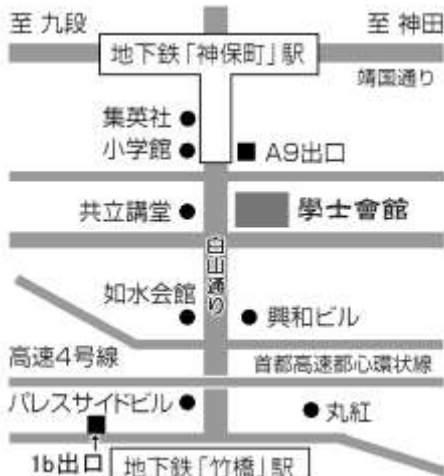 至 九段
至 神田
地下鉄「神保町」駅
靖国通り
集英社
小学館
A9出口
共立講堂
學士會館
白山通り
如水会館
興和ビル
高速4号線
首都高速都心環状線
パレスサイドビル
丸紅
1b出口
地下鉄「竹橋」駅